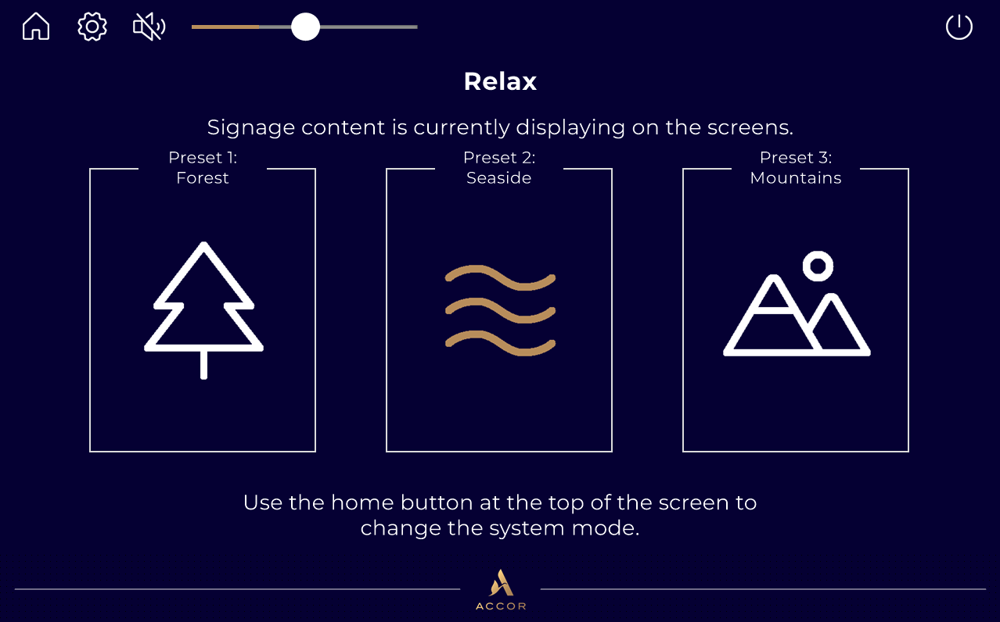 Relax
Signage content is currently displaying on the screens.
Preset 1:
Forest
Preset 2:
Seaside
Preset 3:
Mountains
Use the home button at the top of the screen to
change the system mode.
ACCOR